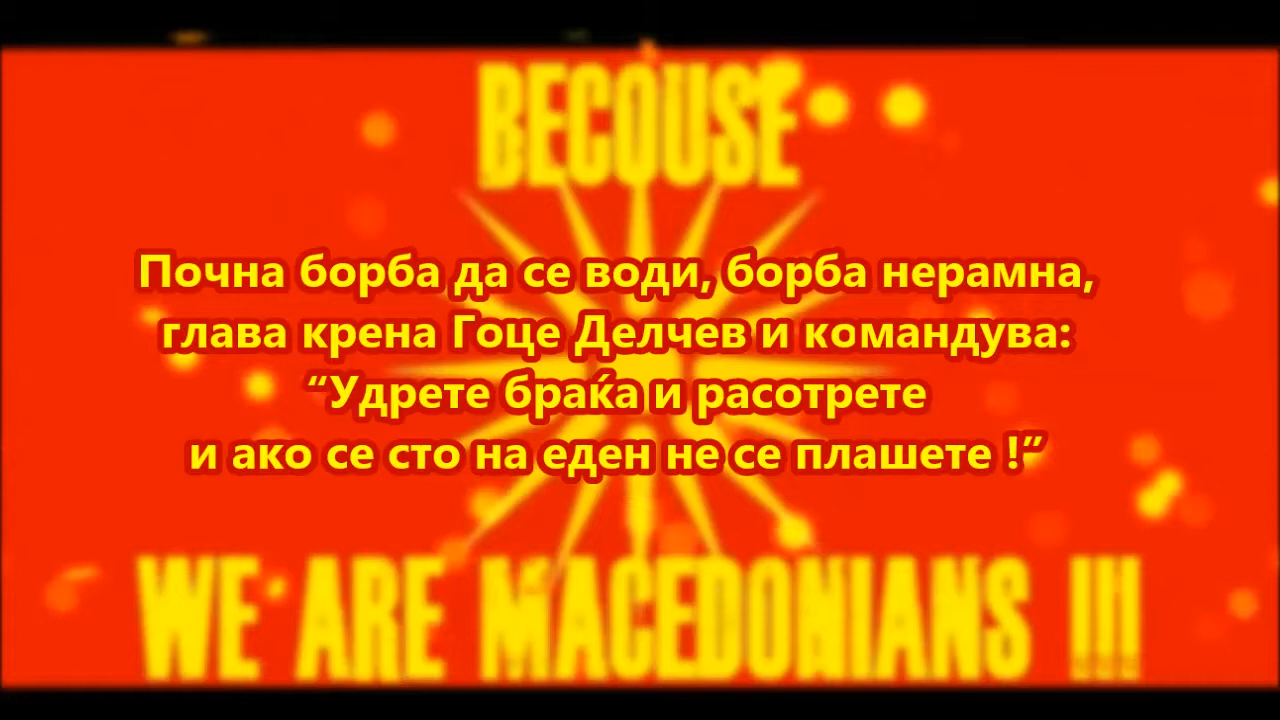 BECOUSE
Почна борба да се води, борба нерамна,
глава крена Гоце Делчев и командува:
“Удрете браќа и расотрете
и ако се сто на еден не се плашете !”
WE ARE MACEDONIANS !!!